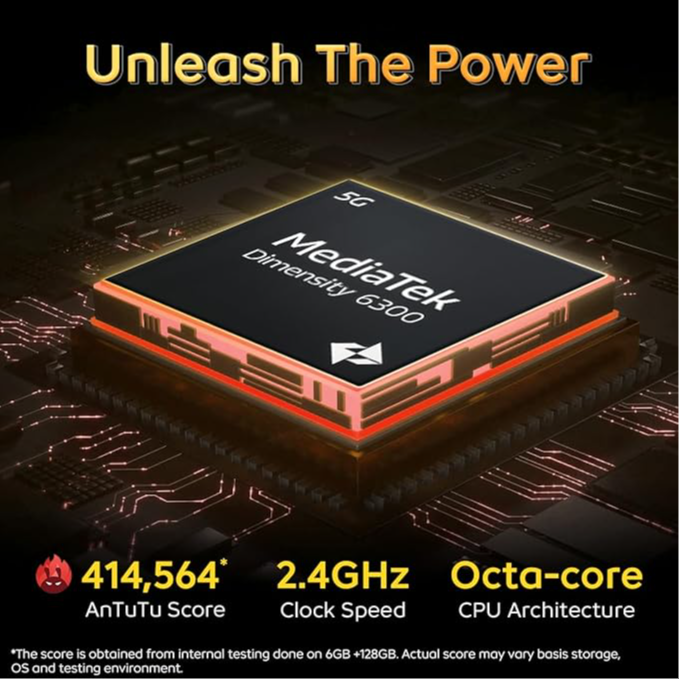 Unleash The Power
5G
MediaTek
Dimensity 6300
414,564* 2.4GHz Octa-core
AnTuTu Score Clock Speed CPU Architecture
*The score is obtained from internal testing done on 6GB +128GB. Actual score may vary basis storage,
OS and testing environment.